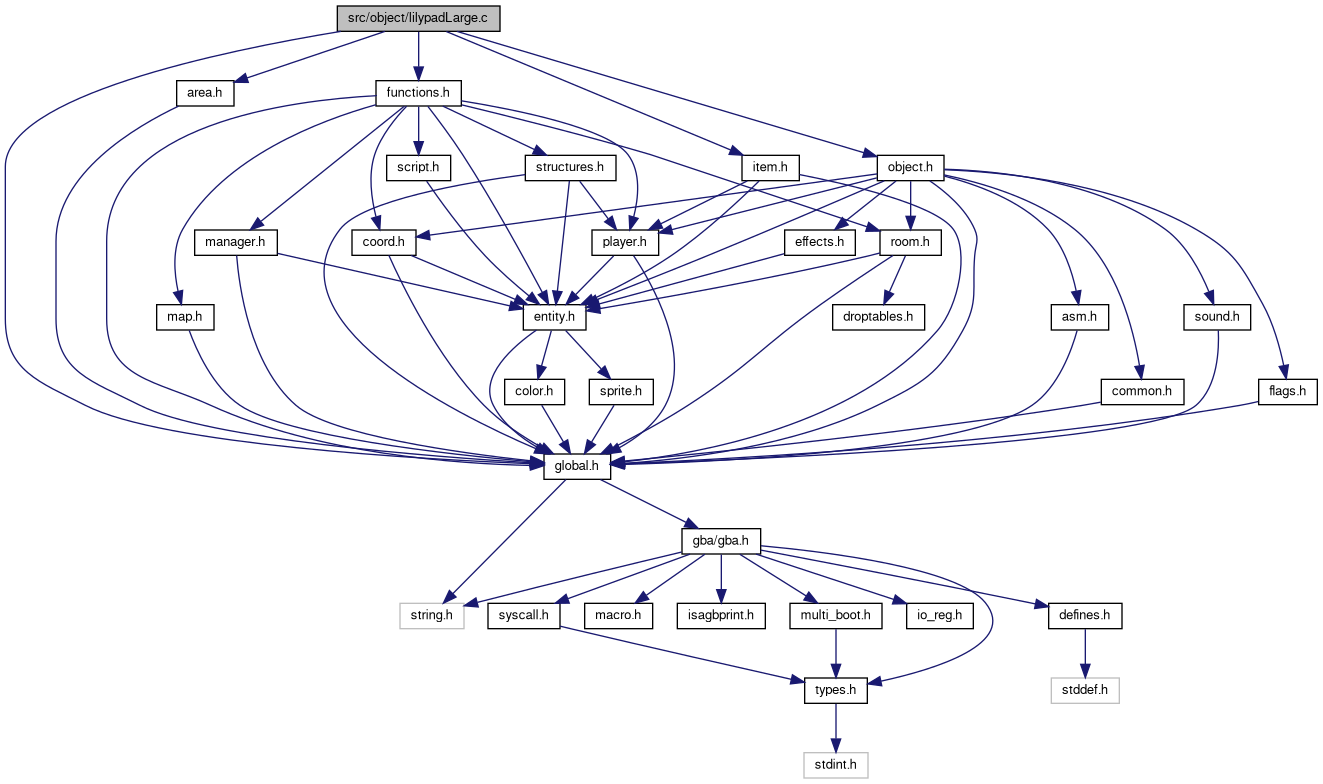 src/object/lilypadLarge.c
area.h
functions.h
script.h
structures.h
item.h
object.h
manager.h
coord.h
player.h
effects.h
room.h
map.h
entity.h
droptables.h
asm.h
sound.h
color.h
sprite.h
common.h
flags.h
global.h
gba/gba.h
string.h
syscall.h
macro.h
isagbprint.h
multi_boot.h
io_reg.h
defines.h
types.h
stddef.h
stdint.h